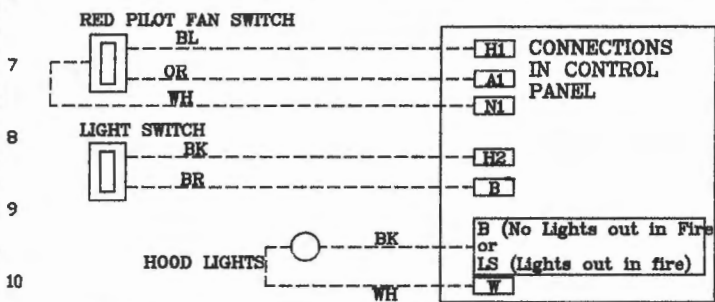 RED PILOT FAN SWITCH
BL
H1
CONNECTIONS
7
OR
A1
IN CONTROL
WH
N1
PANEL
8
LIGHT SWITCH
BK
H2
BR
B
9
B (No Lights out in Fire
BK
or
HOOD LIGHTS
LS (Lights out in fire)
10
WH
W